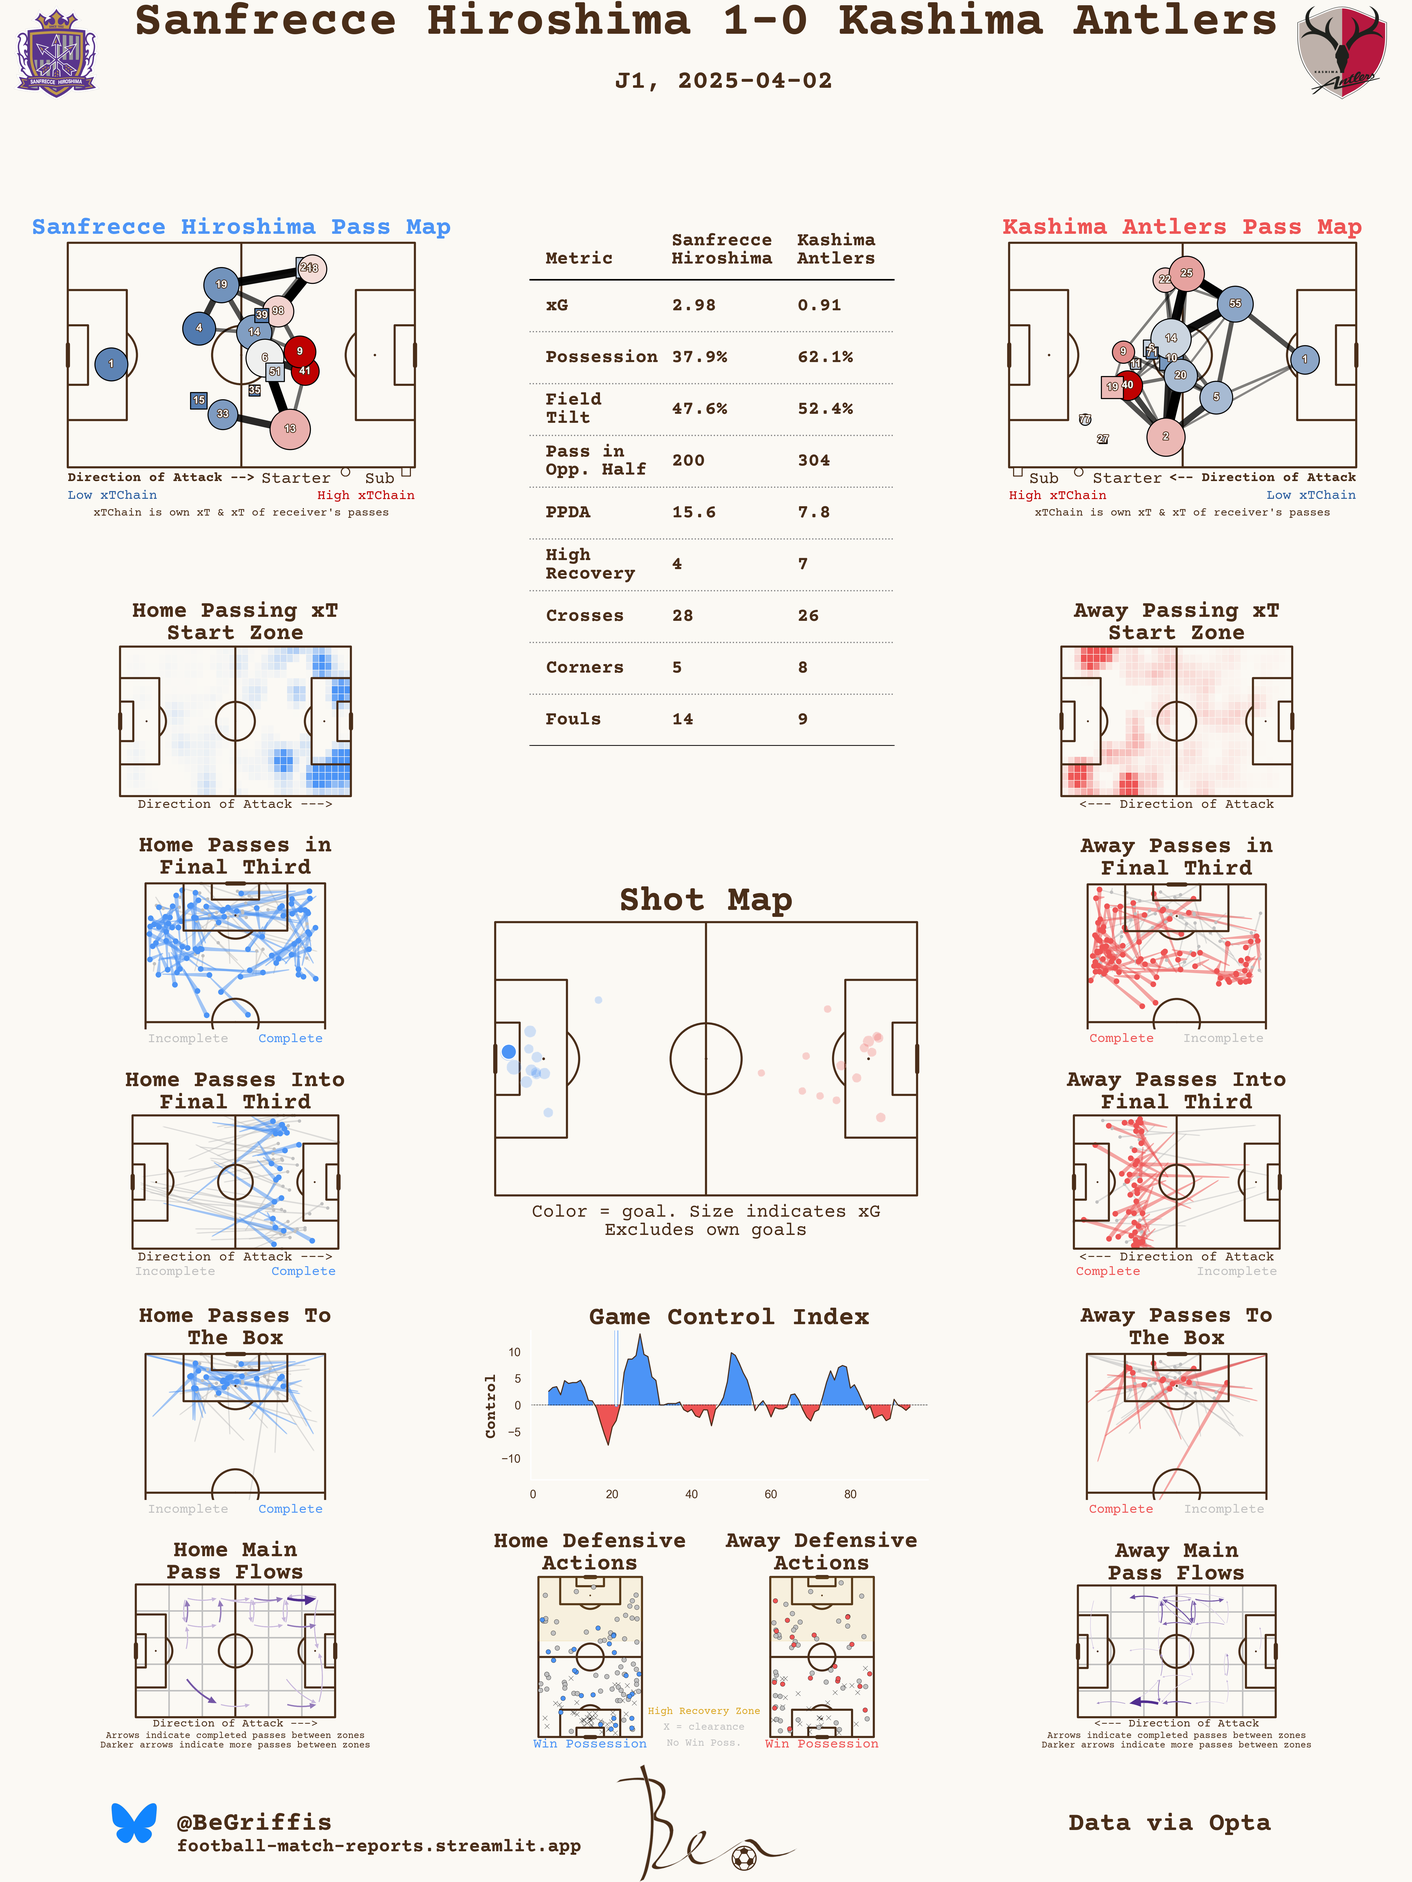 Sanfrecce Hiroshima 1-0 Kashima Antlers
J1, 2025-04-02
SANFRECCE HIROSHIMA
KASHIMA
Antlers
Sanfrecce Hiroshima Pass Map
19
18
98
39
4
14
6
9
1
51
41
35
15
33
13
Direction of Attack --> Starter Sub
Low xTChain High xTChain
xTChain is own xT & xT of receiver's passes
Metric Sanfrecce Hiroshima Kashima Antlers
xG 2.98 0.91
Possession 37.9% 62.1%
Field Tilt 47.6% 52.4%
Pass in Opp. Half 200 304
PPDA 15.6 7.8
High Recovery 4 7
Crosses 28 26
Corners 5 8
Fouls 14 9
Kashima Antlers Pass Map
22
25
55
14
9
71
10
11
1
20
19
40
5
77
2
27
Sub Starter <-- Direction of Attack
High xTChain Low xTChain
xTChain is own xT & xT of receiver's passes
Home Passing xT
Start Zone
Direction of Attack --->
Away Passing xT
Start Zone
<--- Direction of Attack
Home Passes in
Final Third
Incomplete Complete
Away Passes in
Final Third
Complete Incomplete
Shot Map
Color = goal. Size indicates xG
Excludes own goals
Home Passes Into
Final Third
Direction of Attack --->
Incomplete Complete
Away Passes Into
Final Third
<--- Direction of Attack
Complete Incomplete
Home Passes To
The Box
Incomplete Complete
Game Control Index
Control
10
5
0
−5
−10
0 20 40 60 80
Away Passes To
The Box
Complete Incomplete
Home Main
Pass Flows
Direction of Attack --->
Arrows indicate completed passes between zones
Darker arrows indicate more passes between zones
Home Defensive
Actions
Win Possession
Away Defensive
Actions
Win Possession
High Recovery Zone
X = clearance
No Win Poss.
Away Main
Pass Flows
<--- Direction of Attack
Arrows indicate completed passes between zones
Darker arrows indicate more passes between zones
@BeGriffis
football-match-reports.streamlit.app
Ben
Data via Opta